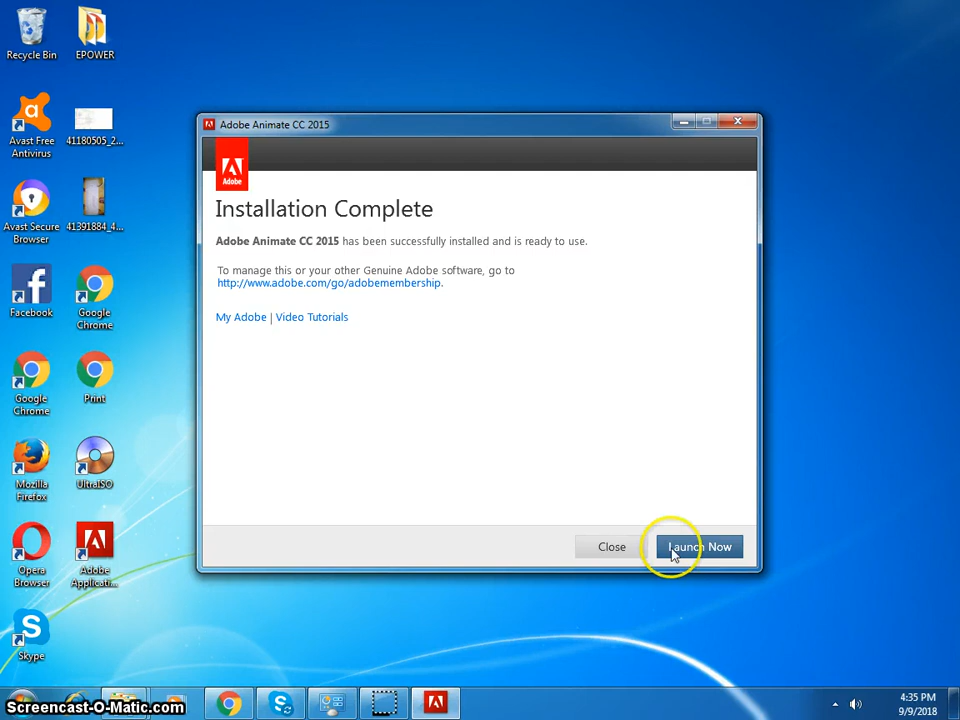 Recycle Bin
EPOWER
Avast Free
Antivirus
41180505_2...
Avast Secure
Browser
41391884_4...
Facebook
Google
Chrome
Google
Chrome
Print
Mozilla
Firefox
UltraISO
Opera
Browser
Adobe
Applicati...
Skype
Adobe Animate CC 2015
Adobe
Installation Complete
Adobe Animate CC 2015 has been successfully installed and is ready to use.
To manage this or your other Genuine Adobe software, go to
http://www.adobe.com/go/adobemembership.
My Adobe | Video Tutorials
Close
Launch Now
Screencast-O-Matic.com
4:35 PM
9/9/2018